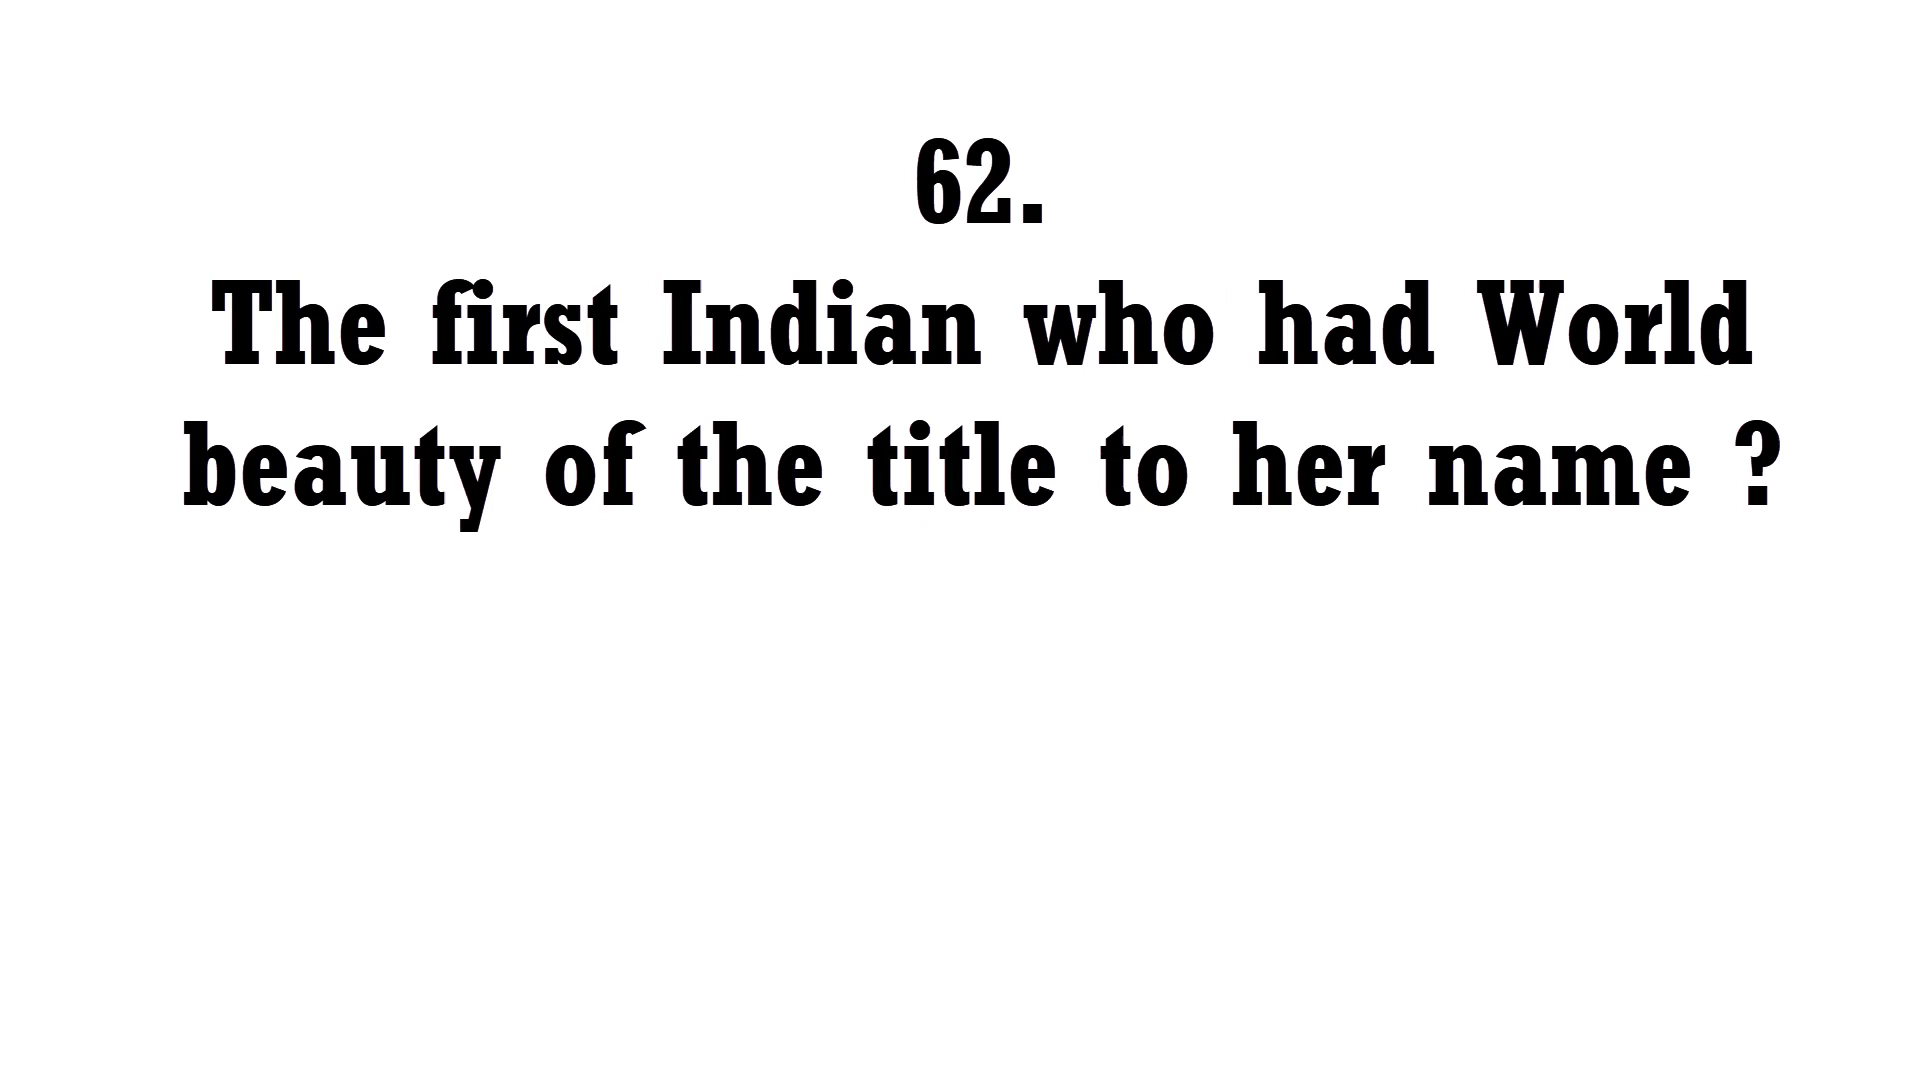 62.
The first Indian who had World
beauty of the title to her name ?